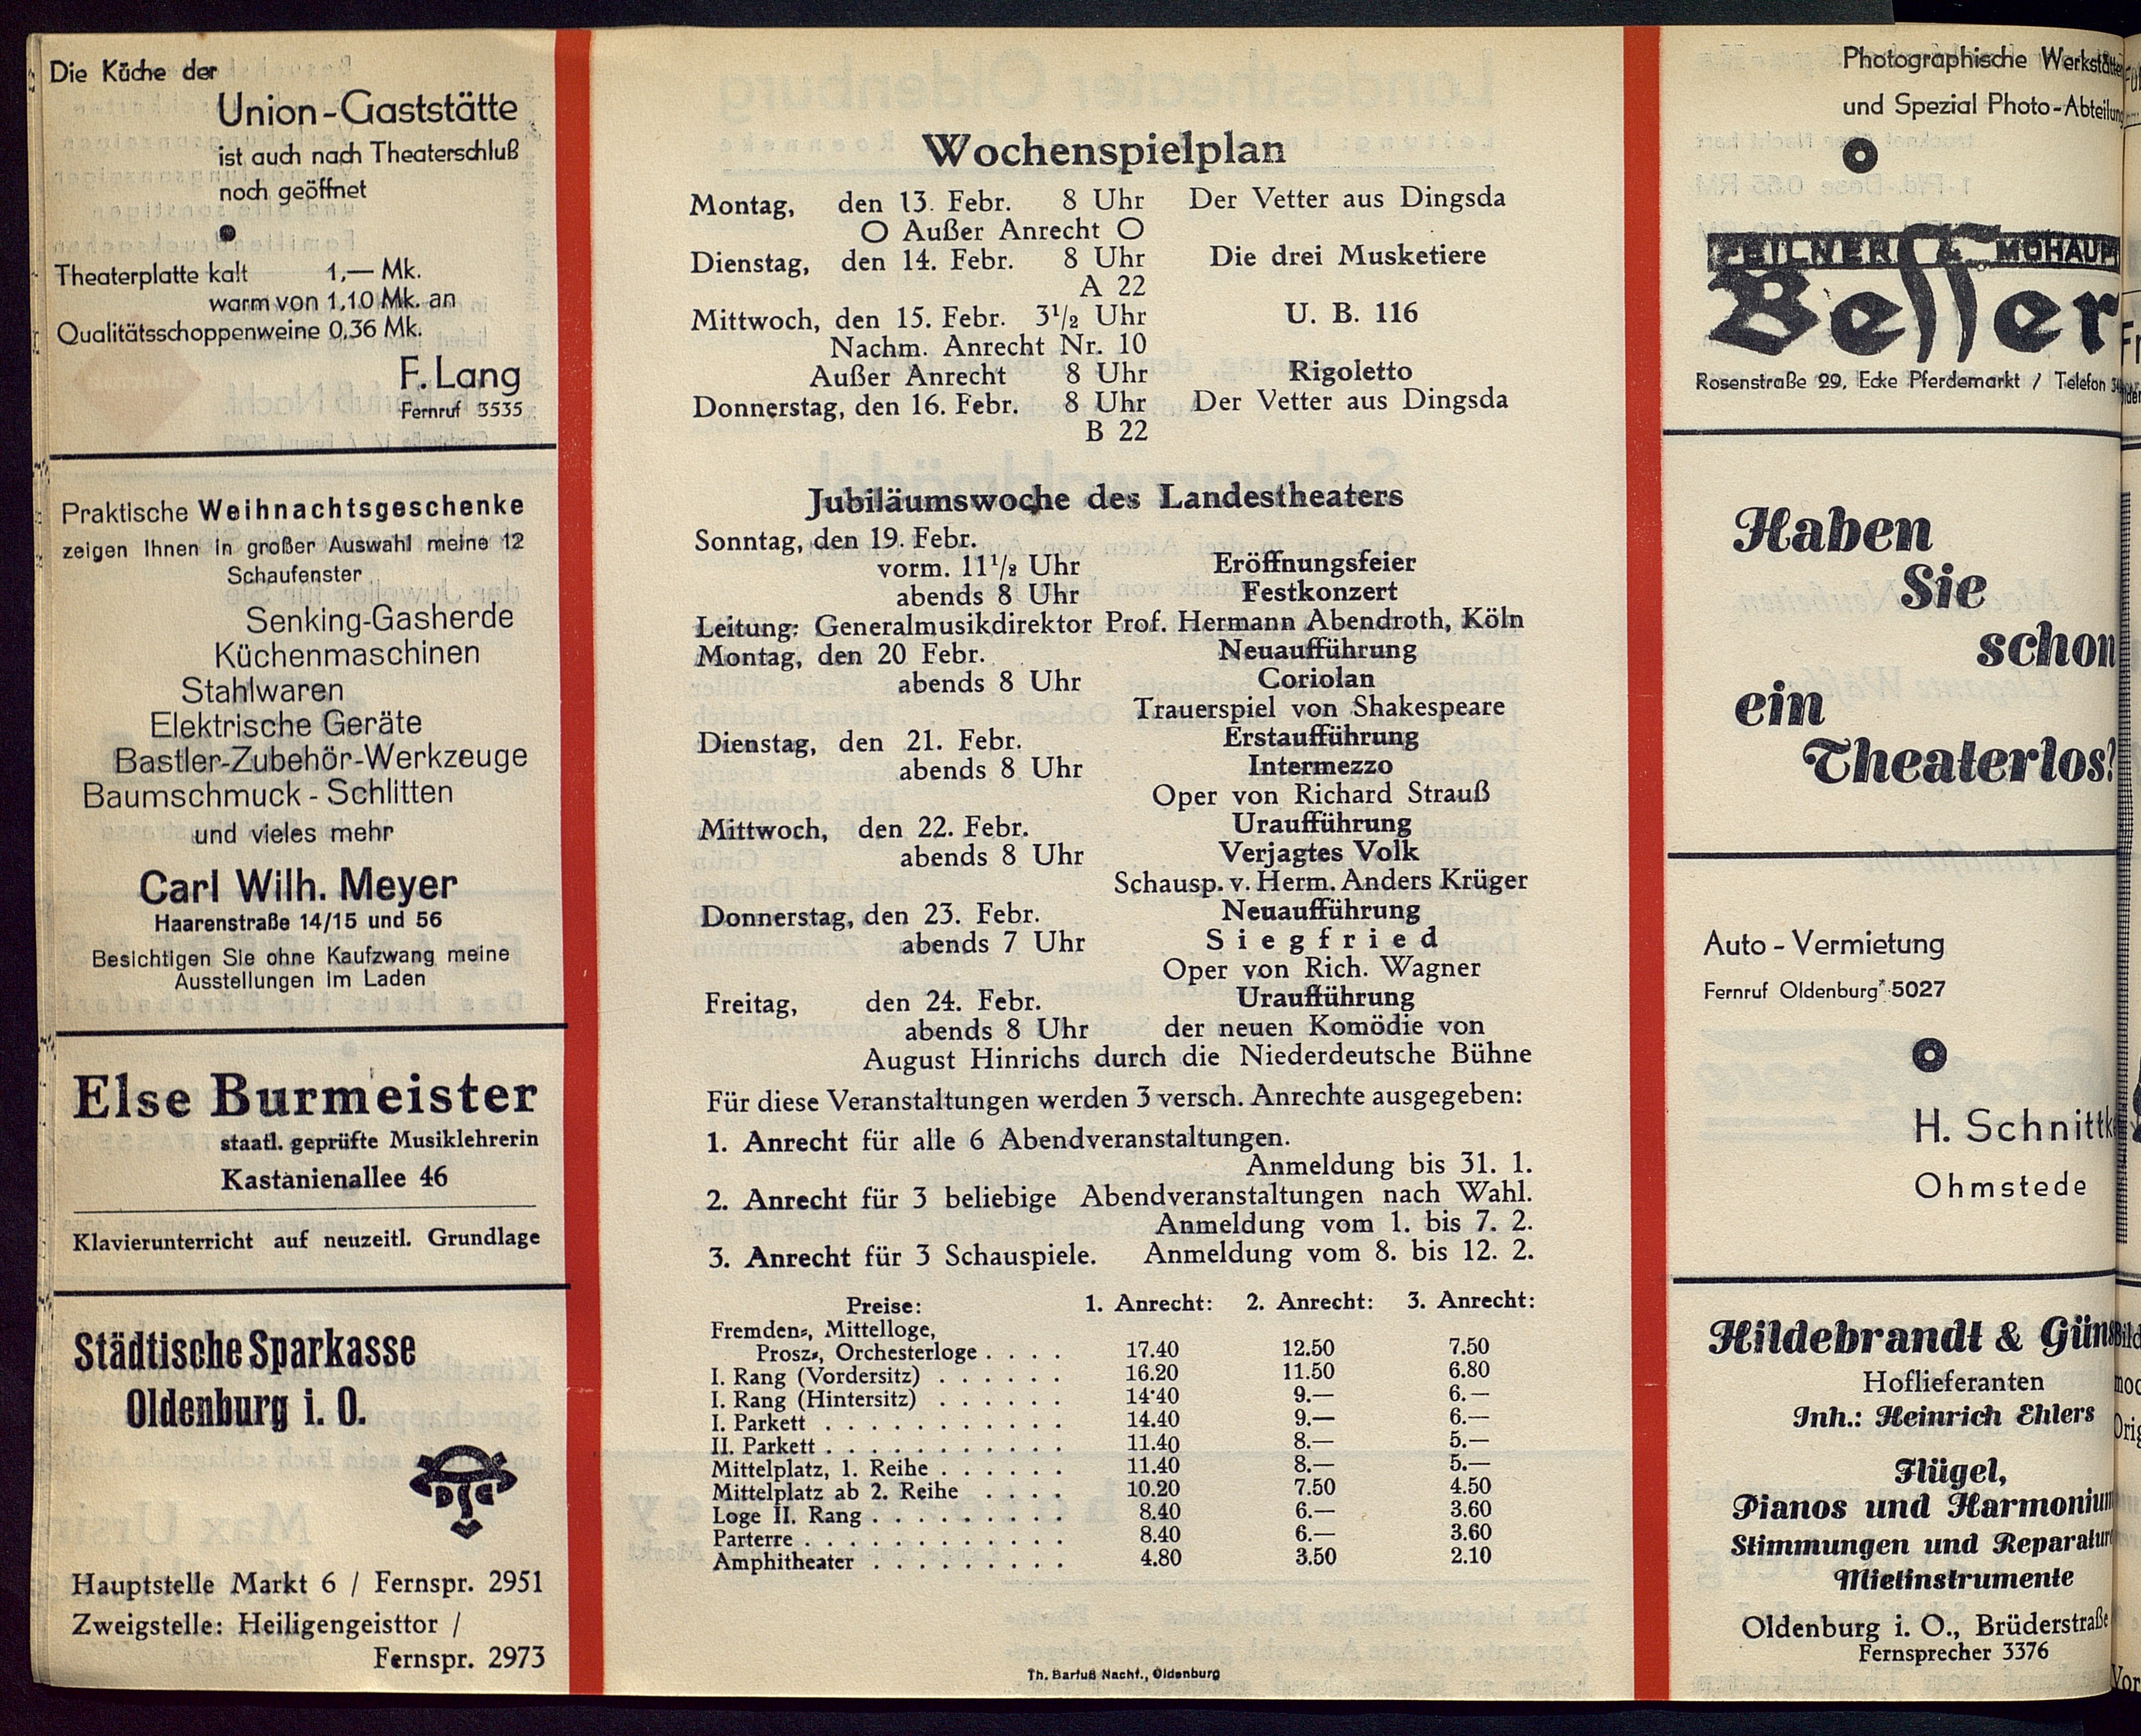 Die Küche der
Union-Gaststätte
ist auch nach Theaterschluß
noch geöffnet
Theaterplatte kalt 1,— Mk.
warm von 1,10 Mk. an
Qualitätsschoppenweine 0,36 Mk.
F. Lang
Fernruf 3535
Praktische Weihnachtsgeschenke
zeigen Ihnen in großer Auswahl meine 12
Schaufenster
Senking-Gasherde
Küchenmaschinen
Stahlwaren
Elektrische Geräte
Bastler-Zubehör-Werkzeuge
Baumschmuck - Schlitten
und vieles mehr
Carl Wilh. Meyer
Haarenstraße 14/15 und 56
Besichtigen Sie ohne Kaufzwang meine
Ausstellungen im Laden
Else Burmeister
staatl. geprüfte Musiklehrerin
Kastanienallee 46
Klavierunterricht auf neuzeitl. Grundlage
Städtische Sparkasse
Oldenburg i. O.
Hauptstelle Markt 6 / Fernspr. 2951
Zweigstelle: Heiligengeisttor /
Fernspr. 2973
Wochenspielplan
Montag, den 13. Febr. 8 Uhr Der Vetter aus Dingsda
O Außer Anrecht O
Dienstag, den 14. Febr. 8 Uhr Die drei Musketiere
A 22
Mittwoch, den 15. Febr. 3½ Uhr U. B. 116
Nachm. Anrecht Nr. 10
Außer Anrecht 8 Uhr Rigoletto
Donnerstag, den 16. Febr. 8 Uhr Der Vetter aus Dingsda
B 22
Jubiläumswoche des Landestheaters
Sonntag, den 19. Febr.
vorm. 11½ Uhr Eröffnungsfeier
abends 8 Uhr Festkonzert
Leitung: Generalmusikdirektor Prof. Hermann Abendroth, Köln
Montag, den 20 Febr. Neuaufführung
abends 8 Uhr Coriolan
Trauerspiel von Shakespeare
Dienstag, den 21. Febr. Erstaufführung
abends 8 Uhr Intermezzo
Oper von Richard Strauß
Mittwoch, den 22. Febr. Uraufführung
abends 8 Uhr Verjagtes Volk
Schausp. v. Herm. Anders Krüger
Donnerstag, den 23. Febr. Neuaufführung
abends 7 Uhr Siegfried
Oper von Rich. Wagner
Freitag, den 24. Febr. Uraufführung
abends 8 Uhr der neuen Komödie von
August Hinrichs durch die Niederdeutsche Bühne
Für diese Veranstaltungen werden 3 versch. Anrechte ausgegeben:
1. Anrecht für alle 6 Abendveranstaltungen.
Anmeldung bis 31. 1.
2. Anrecht für 3 beliebige Abendveranstaltungen nach Wahl.
Anmeldung vom 1. bis 7. 2.
3. Anrecht für 3 Schauspiele. Anmeldung vom 8. bis 12. 2.
Preise: 1. Anrecht: 2. Anrecht: 3. Anrecht:
Fremden-, Mittelloge,
Prosz-, Orchesterloge . . . . 17.40 12.50 7.50
I. Rang (Vordersitz) . . . . . . 16.20 11.50 6.80
I. Rang (Hintersitz) . . . . . . 14·40 9.— 6.—
I. Parkett . . . . . . . . . . . 14.40 9.— 6.—
II. Parkett . . . . . . . . . . . 11.40 8.— 5.—
Mittelplatz, 1. Reihe . . . . . . 11.40 8.— 5.—
Mittelplatz ab 2. Reihe . . . . 10.20 7.50 4.50
Loge II. Rang . . . . . . . . . 8.40 6.— 3.60
Parterre . . . . . . . . . . . . 8.40 6.— 3.60
Amphitheater . . . . . . . . . 4.80 3.50 2.10
Th. Barfuß Nachf., Oldenburg
Photographische
und Spezial Photo-Abteilung
ZEILNER & MOHAUPT
Besser
Rosenstraße 29, Ecke Pferdemarkt / Telefon
Haben
Sie
schon
ein
Theaterlos?
Auto - Vermietung
Fernruf Oldenburg 5027
H. Schnittk
Ohmstede
Hildebrandt &
Hoflieferanten
Inh.: Heinrich Ehlers
Flügel,
Pianos und Harmonium
Stimmungen und Reparatur
Mietinstrumente
Oldenburg i. O., Brüderstraße
Fernsprecher 3376